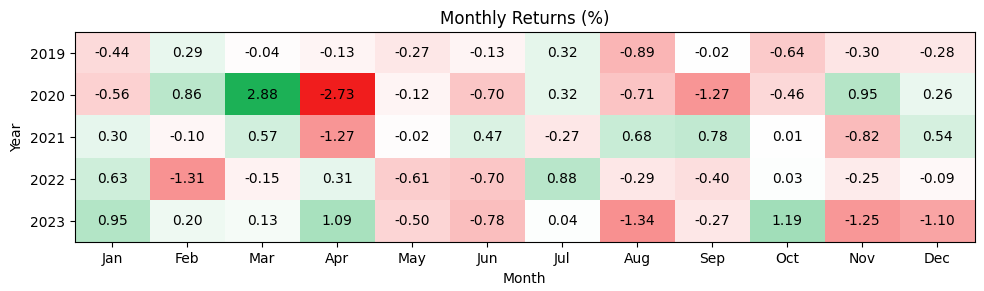 Monthly Returns (%)
Year
2019 -0.44 0.29 -0.04 -0.13 -0.27 -0.13 0.32 -0.89 -0.02 -0.64 -0.30 -0.28
2020 -0.56 0.86 2.88 -2.73 -0.12 -0.70 0.32 -0.71 -1.27 -0.46 0.95 0.26
2021 0.30 -0.10 0.57 -1.27 -0.02 0.47 -0.27 0.68 0.78 0.01 -0.82 0.54
2022 0.63 -1.31 -0.15 0.31 -0.61 -0.70 0.88 -0.29 -0.40 0.03 -0.25 -0.09
2023 0.95 0.20 0.13 1.09 -0.50 -0.78 0.04 -1.34 -0.27 1.19 -1.25 -1.10
Jan Feb Mar Apr May Jun Jul Aug Sep Oct Nov Dec
Month